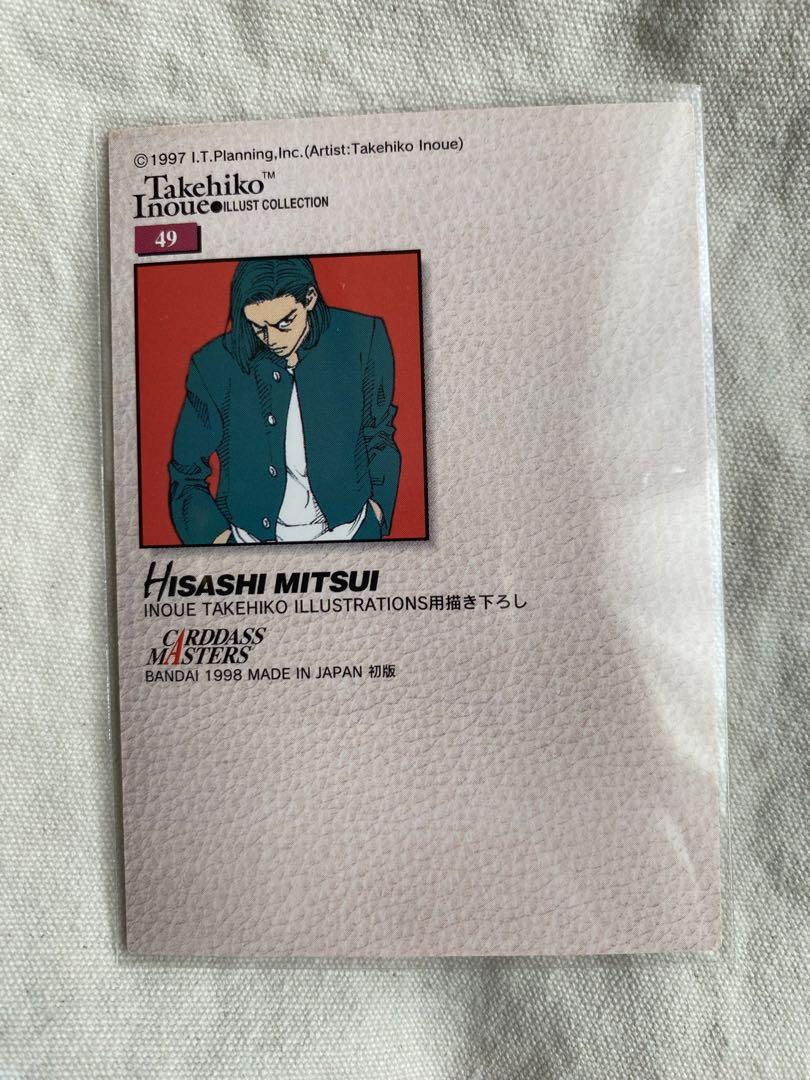 ©1997 I.T.Planning,Inc.(Artist:Takehiko Inoue)
Takehiko™
Inoue●ILLUST COLLECTION
49
HISASHI MITSUI
INOUE TAKEHIKO ILLUSTRATIONS用描き下ろし
CARDDASS
MASTERS
BANDAI 1998 MADE IN JAPAN 初版